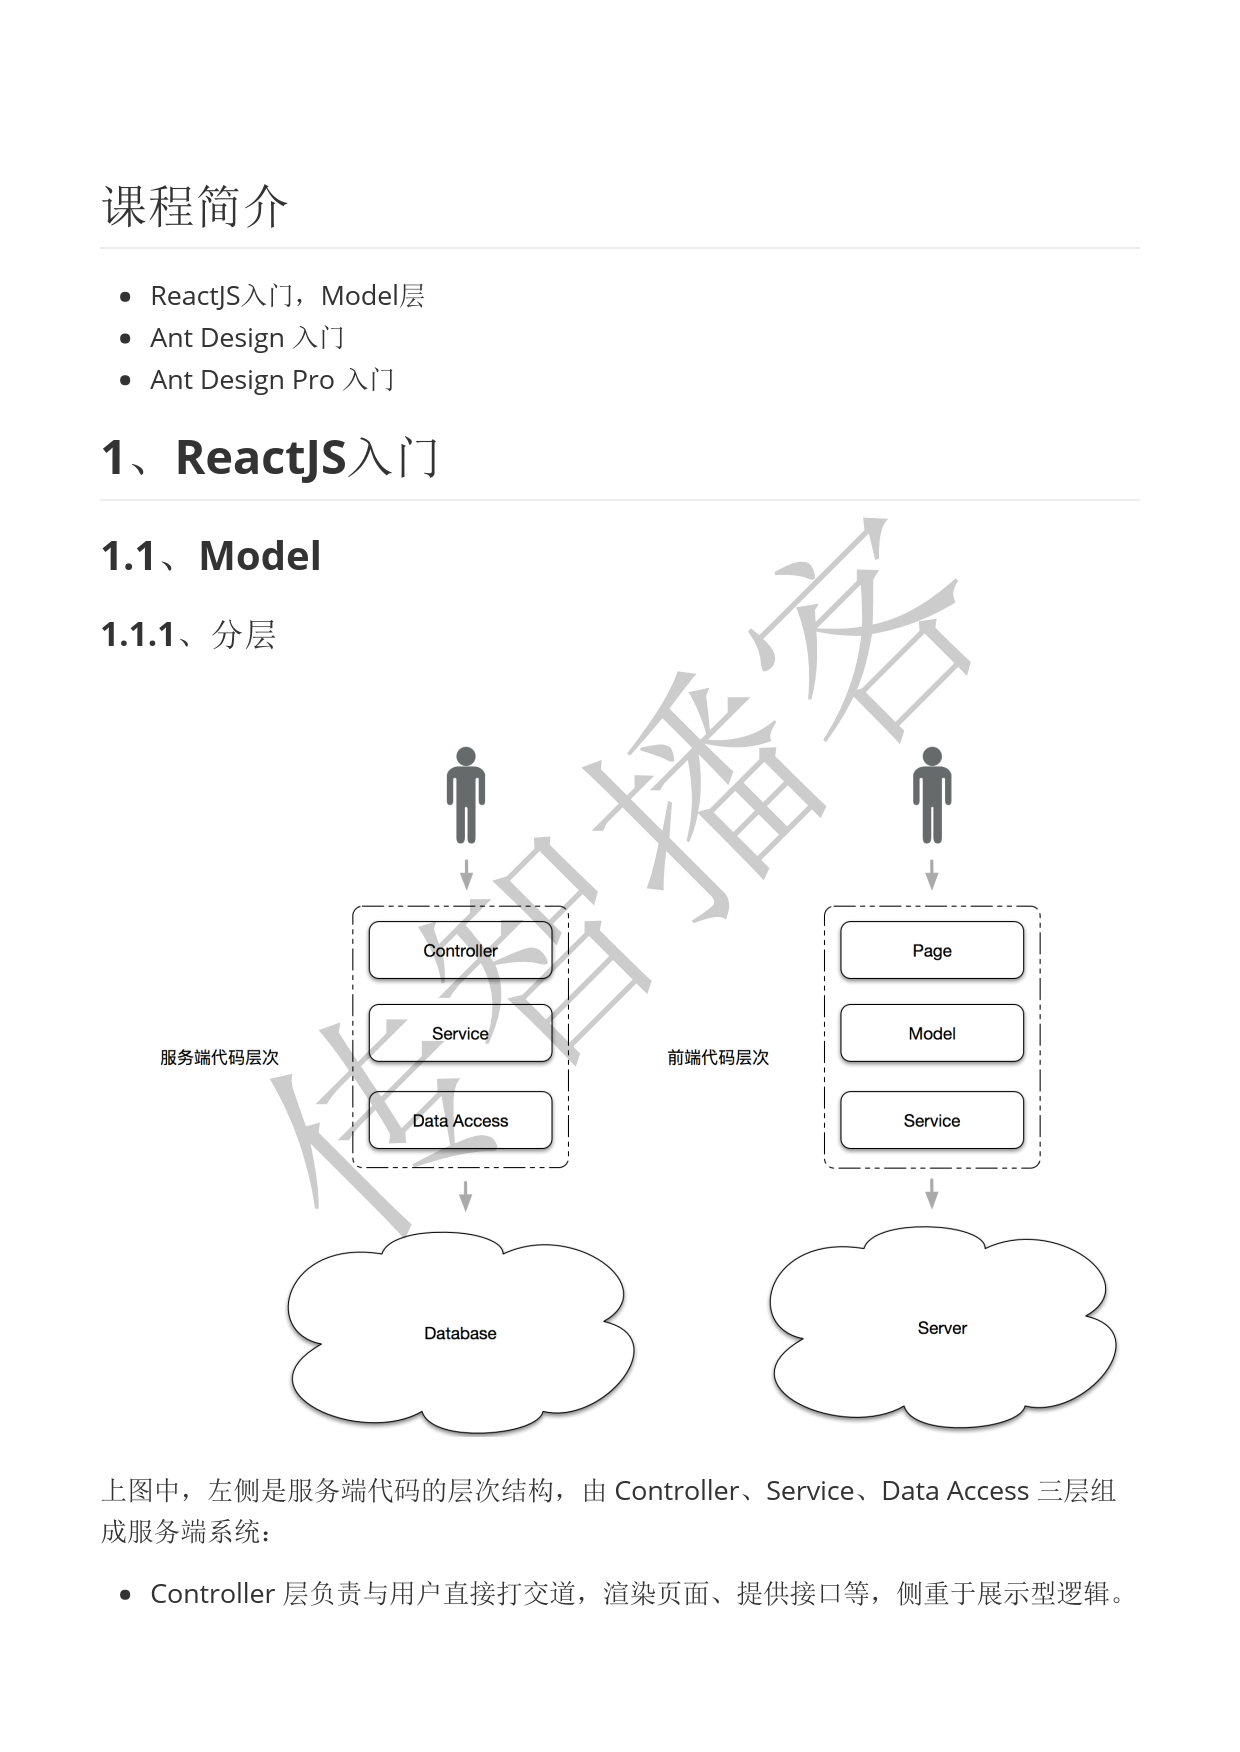 课程简介
ReactJS入门，Model层
Ant Design 入门
Ant Design Pro 入门
1、ReactJS入门
1.1、Model
1.1.1、分层
传智播客
Controller
Service
Data Access
服务端代码层次
Database
Page
Model
Service
前端代码层次
Server
上图中，左侧是服务端代码的层次结构，由 Controller、Service、Data Access 三层组
成服务端系统：
Controller 层负责与用户直接打交道，渲染页面、提供接口等，侧重于展示型逻辑。